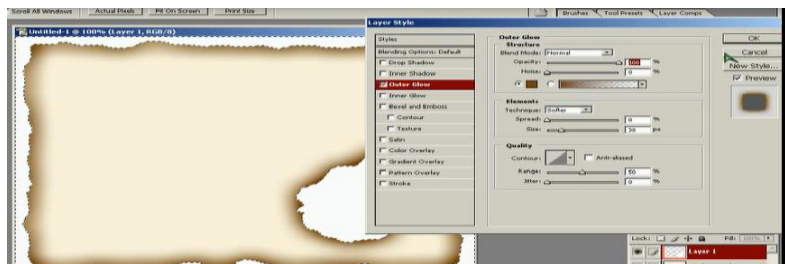 Scroll All Windows Actual Pixels Fit On Screen Print Size Brushes Tool Presets Layer Comps
Untitled-1 @ 100% (Layer 1, RGB/8)
Layer Style
Styles
Blending Options: Default
Drop Shadow
Inner Shadow
Outer Glow
Inner Glow
Bevel and Emboss
Contour
Texture
Satin
Color Overlay
Gradient Overlay
Pattern Overlay
Stroke
Outer Glow
Structure
Blend Mode: Normal
Opacity: 100 %
Noise: 0 %
Elements
Technique: Softer
Spread: 0 %
Size: 30 px
Quality
Contour: Anti-aliased
Range: 50 %
Jitter: 0 %
OK
Cancel
New Style...
Preview
Lock: Fill: 100%
Layer 1